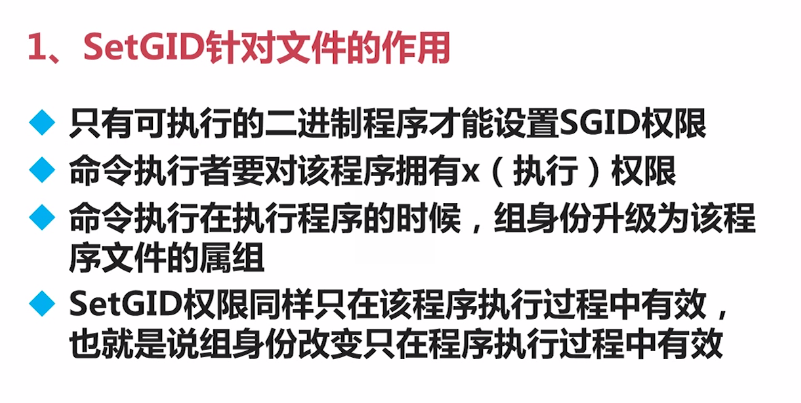 1、SetGID针对文件的作用
只有可执行的二进制程序才能设置SGID权限
命令执行者要对该程序拥有x（执行）权限
命令执行在执行程序的时候，组身份升级为该程
序文件的属组
SetGID权限同样只在该程序执行过程中有效，
也就是说组身份改变只在程序执行过程中有效